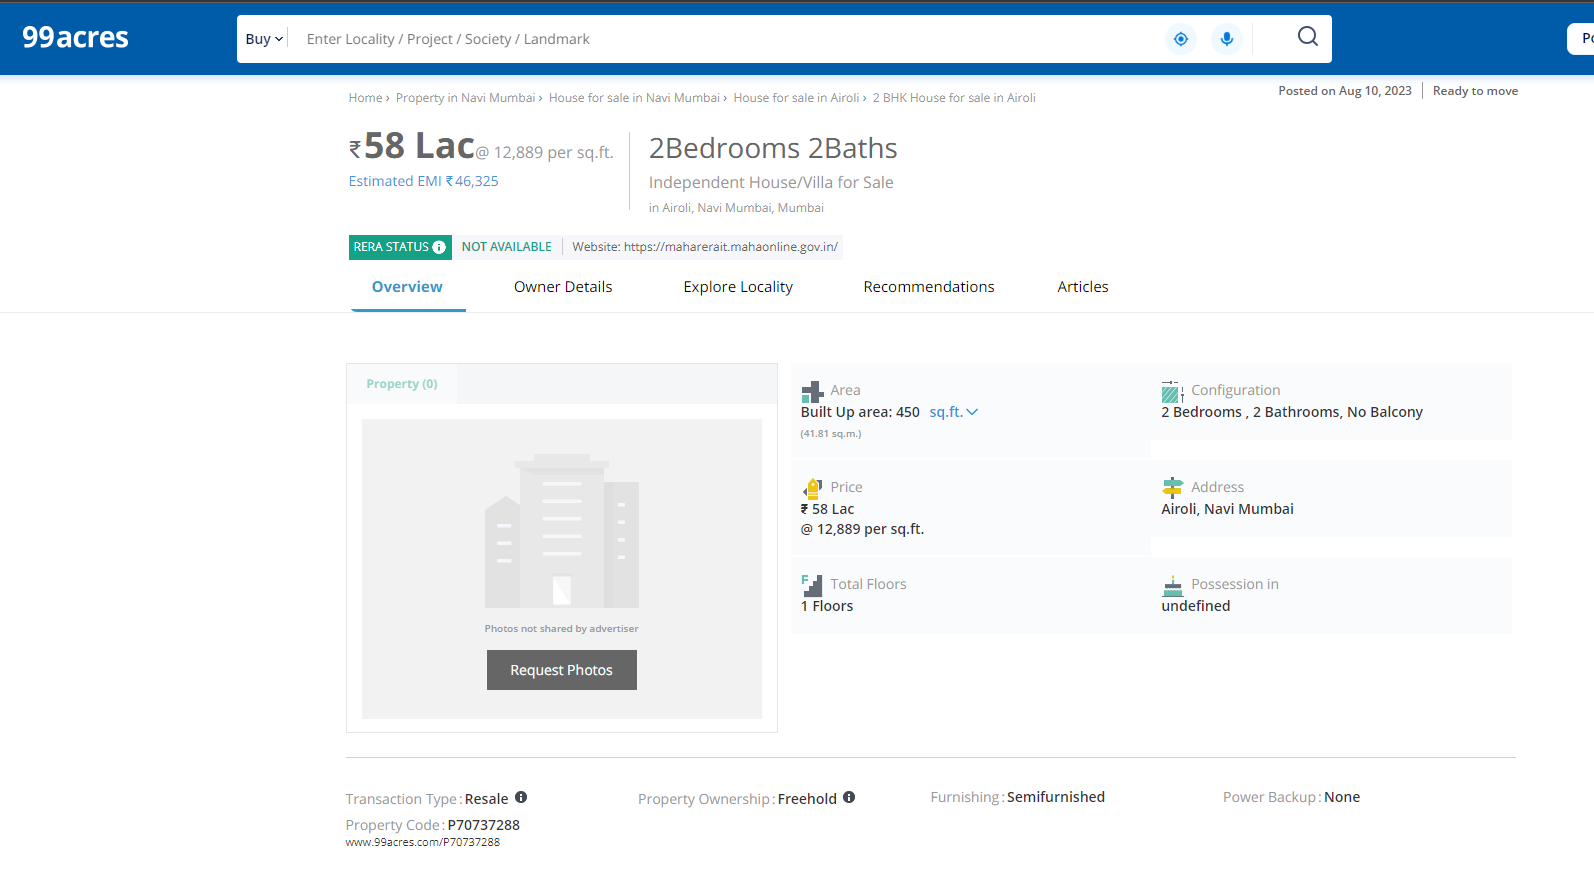 99acres
Buy
Enter Locality / Project / Society / Landmark
Home › Property in Navi Mumbai › House for sale in Navi Mumbai › House for sale in Airoli › 2 BHK House for sale in Airoli
Posted on Aug 10, 2023 | Ready to move
₹58 Lac@ 12,889 per sq.ft.
Estimated EMI ₹46,325
2Bedrooms 2Baths
Independent House/Villa for Sale
in Airoli, Navi Mumbai, Mumbai
RERA STATUS i NOT AVAILABLE | Website: https://maharerait.mahaonline.gov.in/
Overview
Owner Details
Explore Locality
Recommendations
Articles
Property (0)
Photos not shared by advertiser
Request Photos
Area
Built Up area: 450 sq.ft.
(41.81 sq.m.)
Configuration
2 Bedrooms , 2 Bathrooms, No Balcony
Price
₹ 58 Lac
@ 12,889 per sq.ft.
Address
Airoli, Navi Mumbai
F
Total Floors
1 Floors
Possession in
undefined
Transaction Type : Resale i
Property Ownership : Freehold i
Furnishing : Semifurnished
Power Backup : None
Property Code : P70737288
www.99acres.com/P70737288